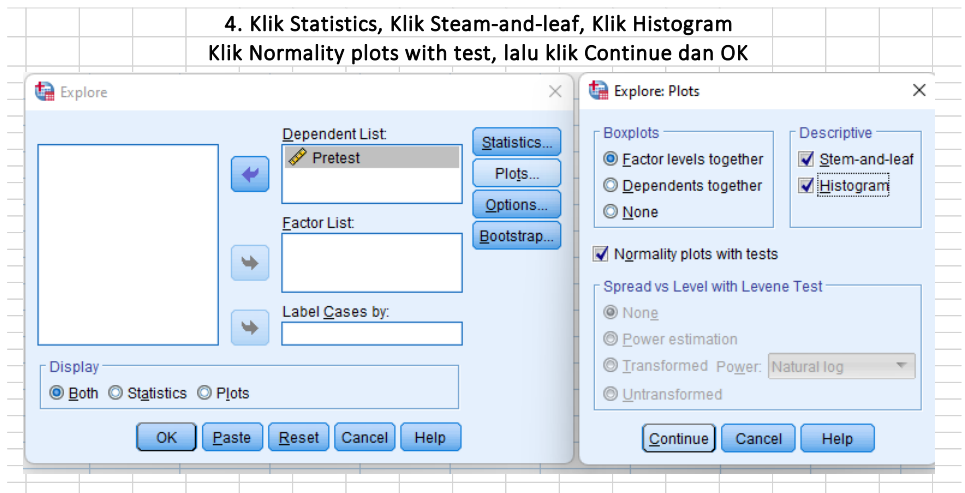 4. Klik Statistics, Klik Steam-and-leaf, Klik Histogram
Klik Normality plots with test, lalu klik Continue dan OK
Explore
Dependent List:
Pretest
Statistics...
Plots...
Options...
Bootstrap...
Factor List:
Label Cases by:
Display
Both Statistics Plots
OK Paste Reset Cancel Help
Explore: Plots
Boxplots
Factor levels together
Dependents together
None
Descriptive
Stem-and-leaf
Histogram
Normality plots with tests
Spread vs Level with Levene Test
None
Power estimation
Transformed Power: Natural log
Untransformed
Continue Cancel Help